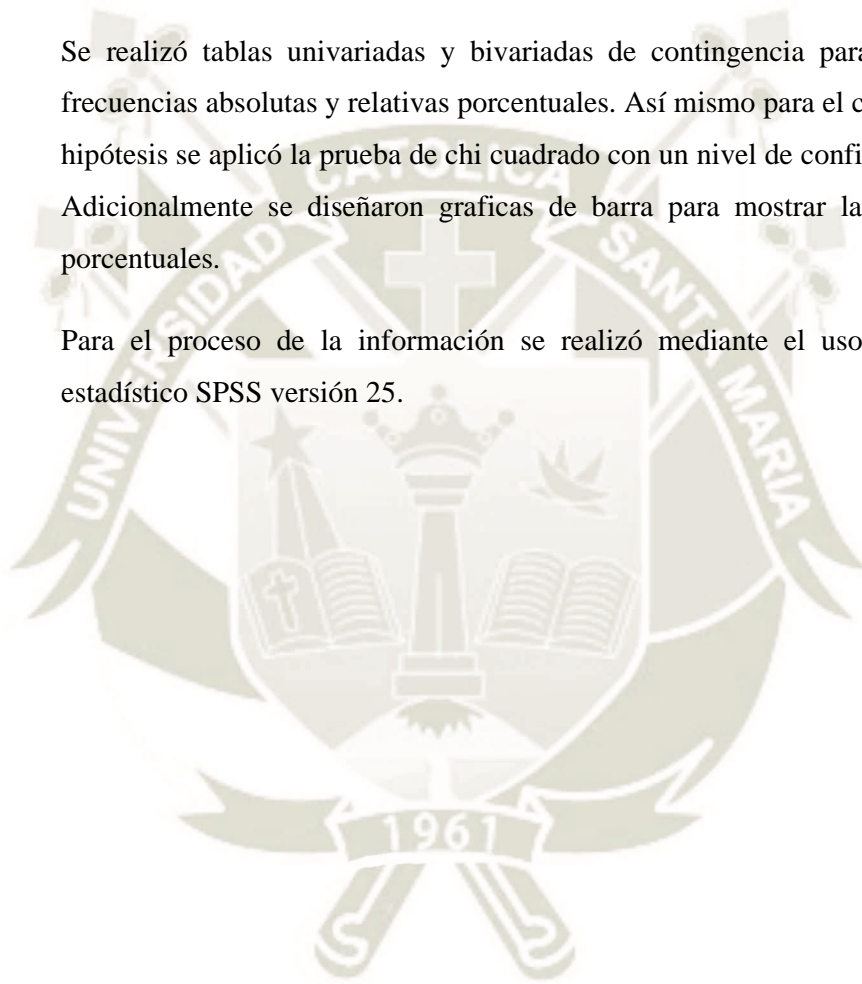 Se realizó tablas univariadas y bivariadas de contingencia para
frecuencias absolutas y relativas porcentuales. Así mismo para el
hipótesis se aplicó la prueba de chi cuadrado con un nivel de
Adicionalmente se diseñaron graficas de barra para mostrar
porcentuales.
Para el proceso de la información se realizó mediante el uso
estadístico SPSS versión 25.
UNIVERSIDAD CATOLICA SANTA MARIA
1961